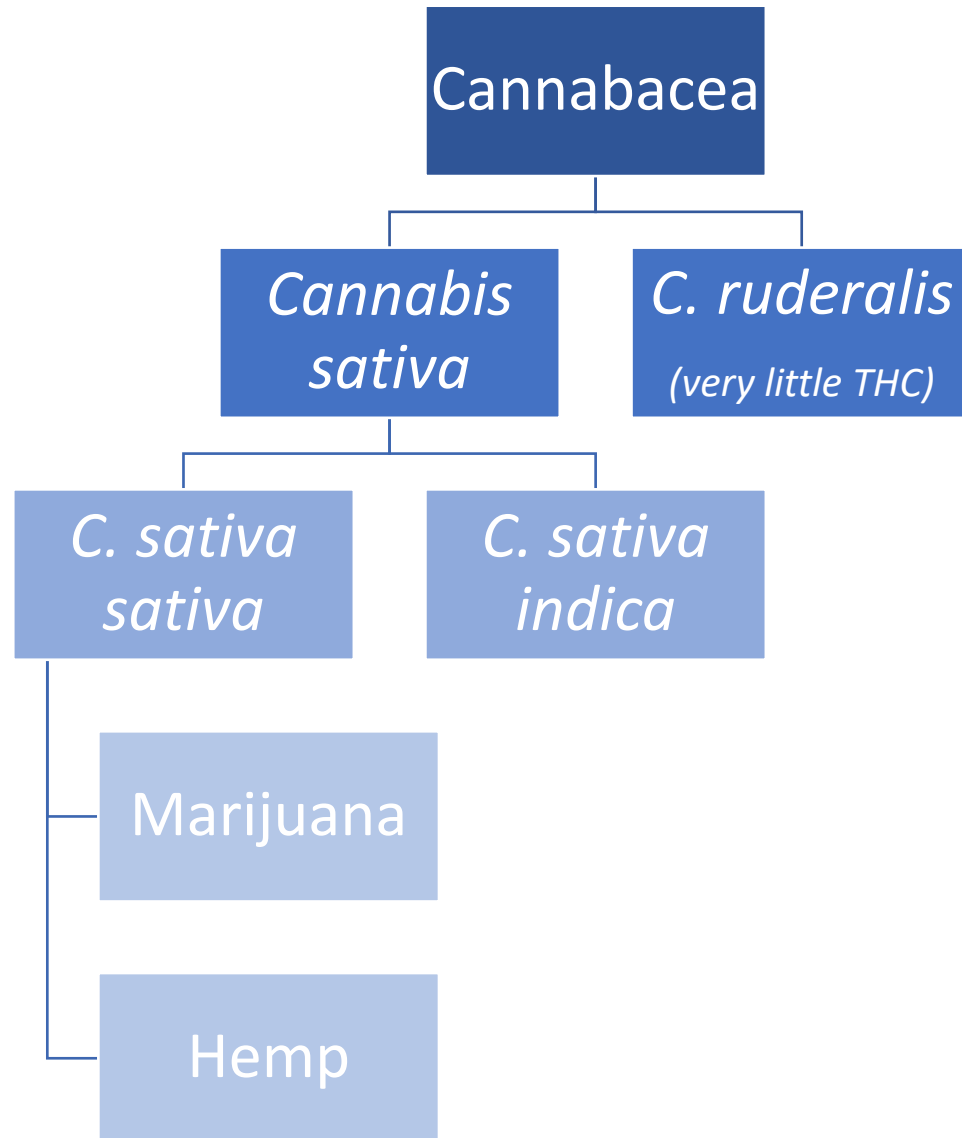 Cannabacea
Cannabis
sativa
C. ruderalis
(very little THC)
C. sativa
sativa
C. sativa
indica
Marijuana
Hemp